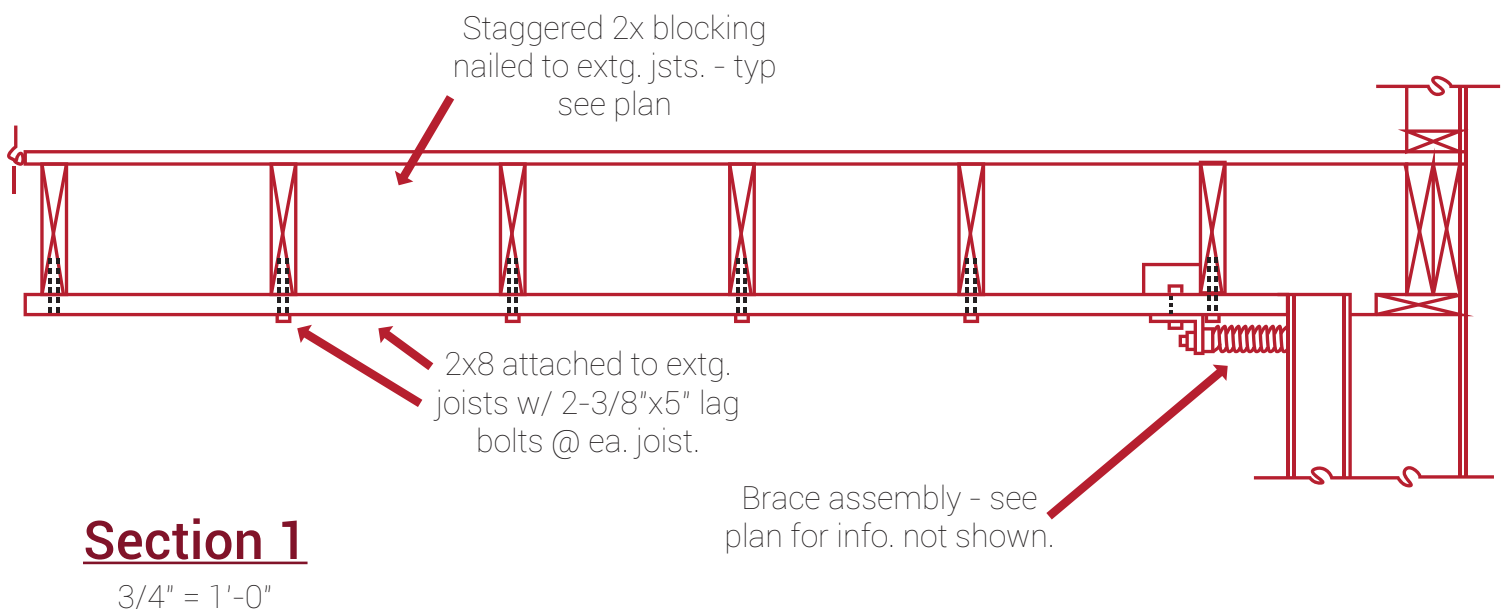 Staggered 2x blocking
nailed to extg. jsts. - typ
see plan
2x8 attached to extg.
joists w/ 2-3/8"x5" lag
bolts @ ea. joist.
Brace assembly - see
plan for info. not shown.
Section 1
3/4" = 1'-0"